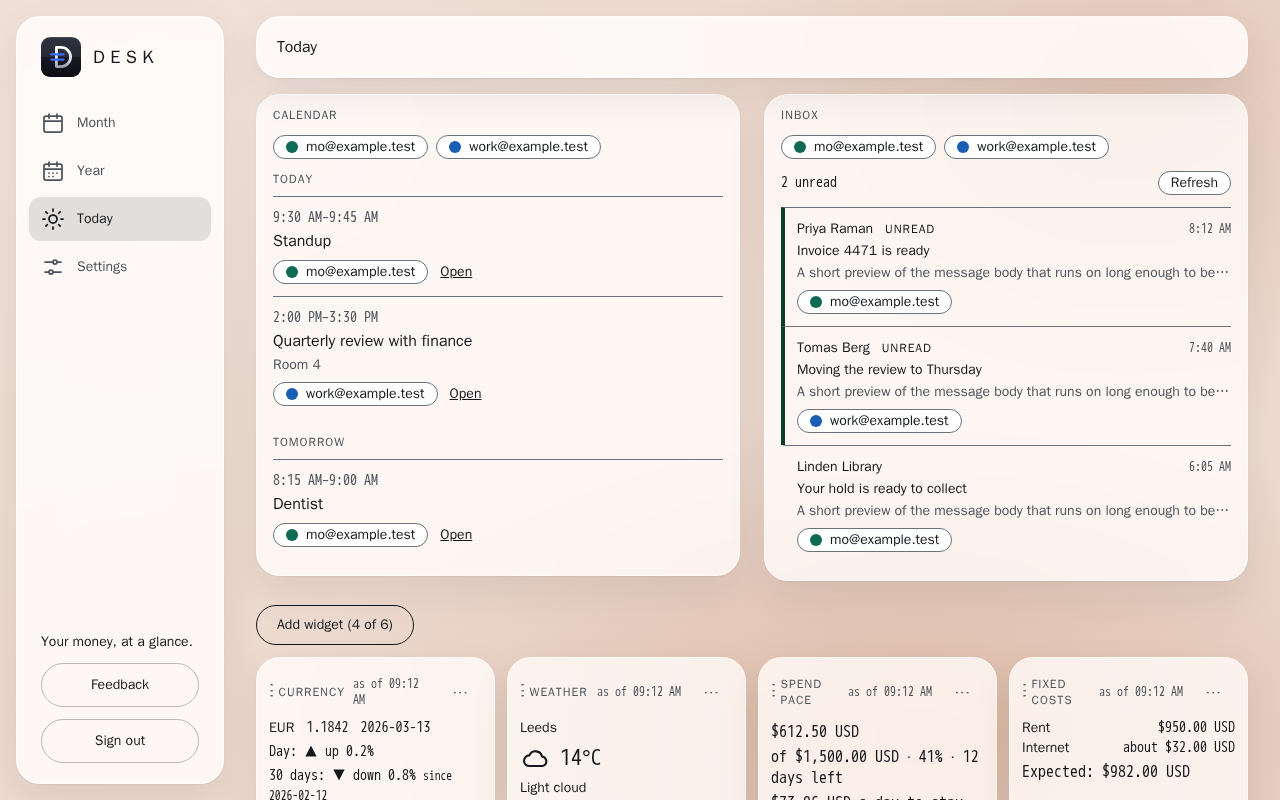 DESK
Month
Year
Today
Settings
Your money, at a glance.
Feedback
Sign out
Today
CALENDAR
mo@example.test work@example.test
TODAY
9:30 AM–9:45 AM
Standup
mo@example.test Open
2:00 PM–3:30 PM
Quarterly review with finance
Room 4
work@example.test Open
TOMORROW
8:15 AM–9:00 AM
Dentist
mo@example.test Open
INBOX
mo@example.test work@example.test
2 unread Refresh
Priya Raman UNREAD 8:12 AM
Invoice 4471 is ready
A short preview of the message body that runs on long enough to be…
mo@example.test
Tomas Berg UNREAD 7:40 AM
Moving the review to Thursday
A short preview of the message body that runs on long enough to be…
work@example.test
Linden Library 6:05 AM
Your hold is ready to collect
A short preview of the message body that runs on long enough to be…
mo@example.test
Add widget (4 of 6)
CURRENCY as of 09:12
AM
EUR 1.1842 2026-03-13
Day: ▲ up 0.2%
30 days: ▼ down 0.8% since
2026-02-12
WEATHER as of 09:12 AM
Leeds
14°C
Light cloud
SPEND
PACE as of 09:12 AM
$612.50 USD
of $1,500.00 USD · 41% · 12
days left
FIXED
COSTS as of 09:12 AM
Rent $950.00 USD
Internet about $32.00 USD
Expected: $982.00 USD